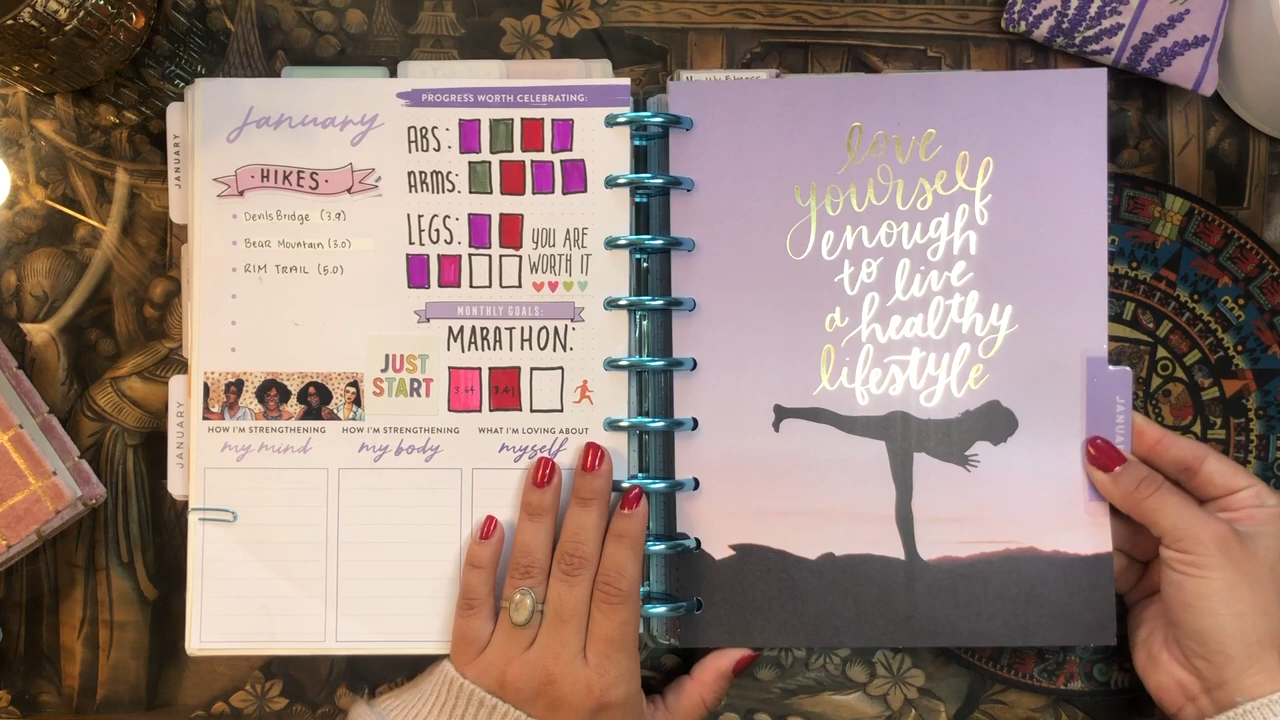 January
HIKES
Devils Bridge (3.9)
Bear Mountain (3.0)
RIM TRAIL (5.0)
PROGRESS WORTH CELEBRATING:
ABS:
ARMS:
LEGS:
YOU ARE
WORTH IT
MONTHLY GOALS:
MARATHON:
JUST
START
3.64
3.41
HOW I'M STRENGTHENING
my mind
HOW I'M STRENGTHENING
my body
WHAT I'M LOVING ABOUT
myself
JANUARY
JANUARY
love
yourself
enough
to live
a healthy
lifestyle